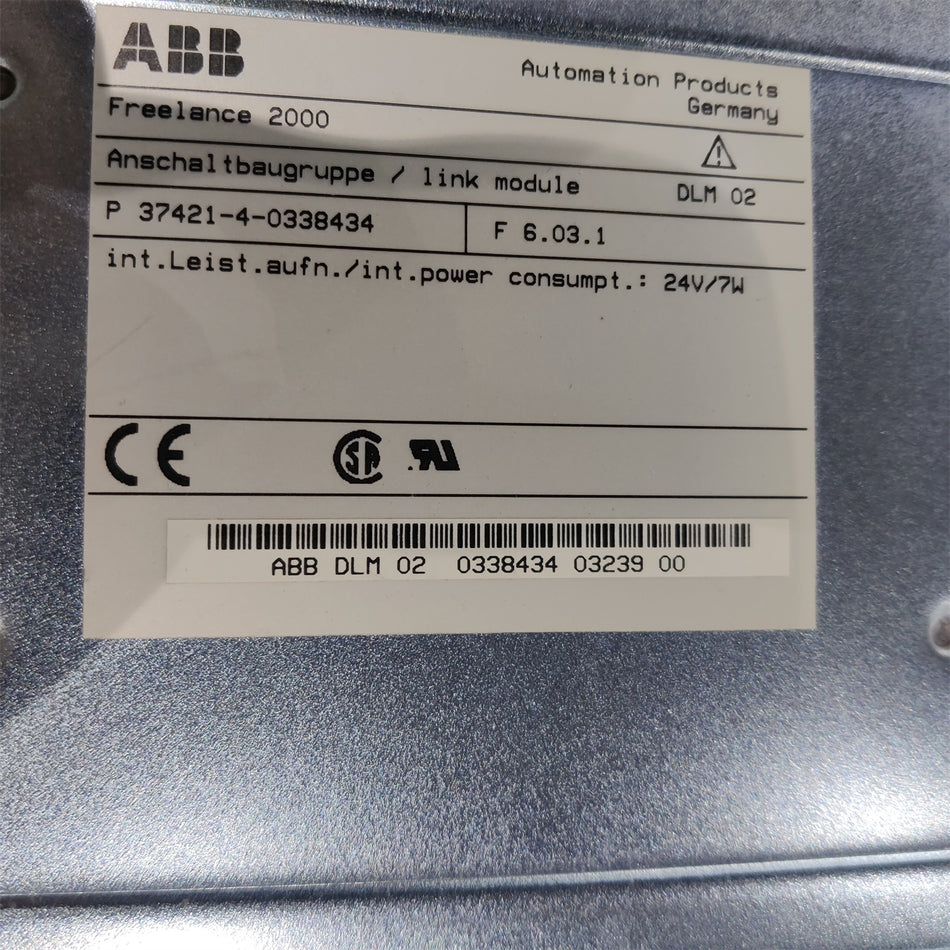 ABB
Automation Products
Germany
Freelance 2000
Anschaltbaugruppe / link module
DLM 02
P 37421-4-0338434
F 6.03.1
int.Leist.aufn./int.power consumpt.: 24V/7W
CE
ABB DLM 02 0338434 03239 00